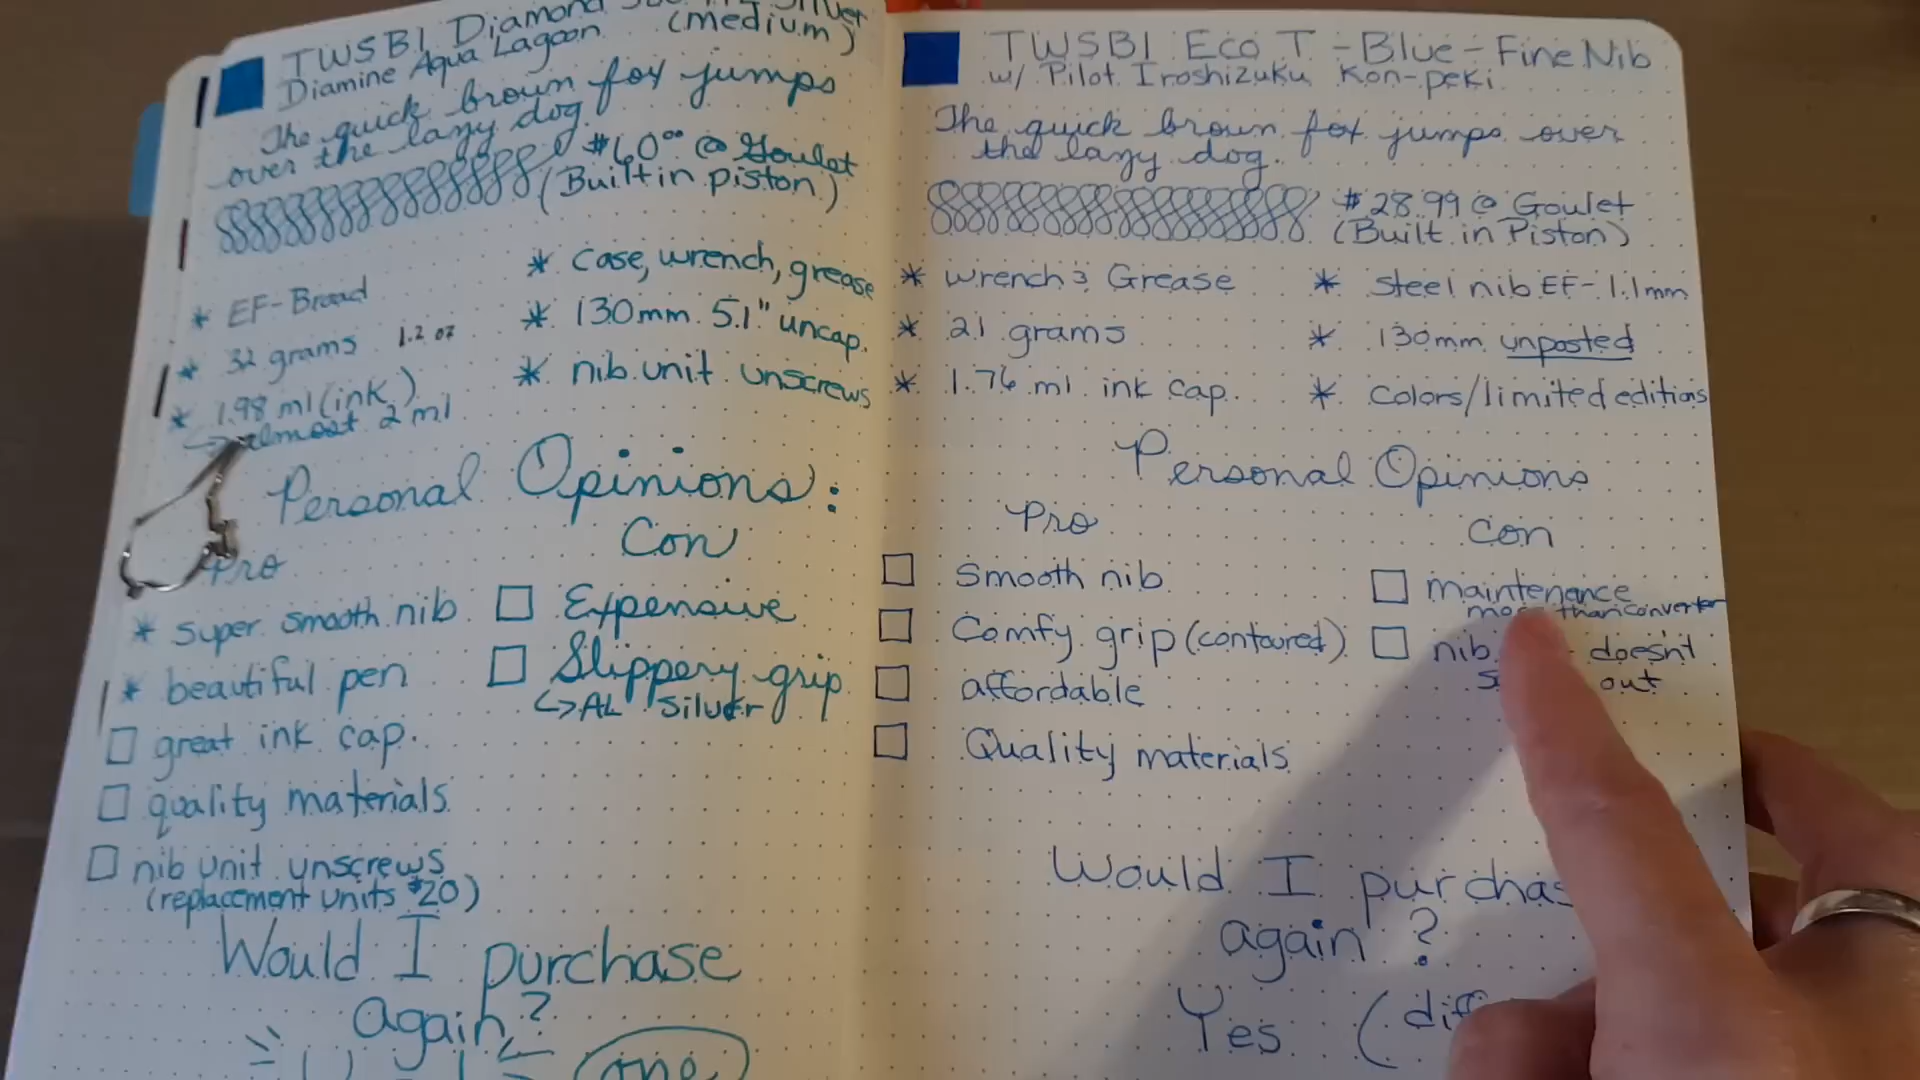 TWSBI Diamond
(medium)
Diamine Aqua Lagoon
The quick brown fox jumps
over the lazy dog.
$60⁰⁰ @ Goulet
(Built in piston)
* EF-Broad
* 32 grams 1.2 oz
* 1.98 ml (ink)
↳ almost 2 ml
* case, wrench, grease
* 130mm 5.1" uncap.
* nib unit unscrews
Personal Opinions:
Pro
* super smooth nib
* beautiful pen
□ great ink cap.
□ quality materials
□ nib unit unscrews
(replacement units $20)
Con
□ Expensive
□ Slippery grip
↳ AL silver
Would I purchase
again?
one
TWSBI Eco T - Blue - Fine Nib
w/ Pilot Iroshizuku Kon-peki
The quick brown fox jumps over
the lazy dog.
$28.99 @ Goulet
(Built in Piston)
* wrench & Grease
* 21 grams
* 1.76 ml ink cap.
* steel nib EF-1.1mm
* 130mm unposted
* colors/limited editions
Personal Opinions
Pro
□ smooth nib
□ Comfy grip (contoured)
□ affordable
□ Quality materials
Con
□ maintenance
than converter
□ nib doesn't
out
Would I purchas
again?
Yes (dif